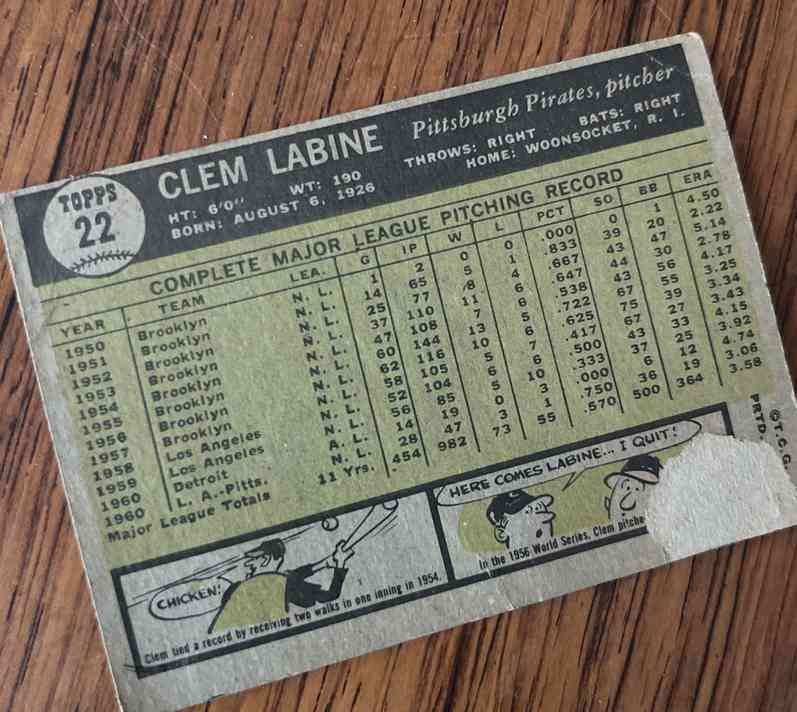 TOPPS
22
CLEM LABINE
Pittsburgh Pirates, pitcher
HT: 6'0" WT: 190 THROWS: RIGHT BATS: RIGHT
BORN: AUGUST 6, 1926 HOME: WOONSOCKET, R. I.
COMPLETE MAJOR LEAGUE PITCHING RECORD
YEAR TEAM LEA. G IP W L PCT SO BB ERA
1950 Brooklyn N. L. 1 2 0 0 .000 0 1 4.50
1951 Brooklyn N. L. 14 65 5 1 .833 39 20 2.22
1952 Brooklyn N. L. 25 77 8 4 .667 43 47 5.14
1953 Brooklyn N. L. 37 110 11 6 .647 44 30 2.78
1954 Brooklyn N. L. 47 108 7 6 .538 43 56 4.17
1955 Brooklyn N. L. 60 144 13 5 .722 67 55 3.25
1956 Brooklyn N. L. 62 116 10 6 .625 75 39 3.34
1957 Brooklyn N. L. 58 105 5 7 .417 67 27 3.43
1958 Los Angeles N. L. 52 104 6 6 .500 43 33 4.15
1959 Los Angeles N. L. 56 85 5 10 .333 37 25 3.92
1960 Detroit A. L. 14 19 0 3 .000 6 12 4.74
1960 L. A.-Pitts. N. L. 28 47 3 1 .750 36 19 3.06
Major League Totals 11 Yrs. 454 982 73 55 .570 500 364 3.58
CHICKEN!
Clem tied a record by receiving two walks in one inning in 1954.
HERE COMES LABINE... I QUIT!
In the 1956 World Series, Clem pitche
©T.C.G.
PRTD.